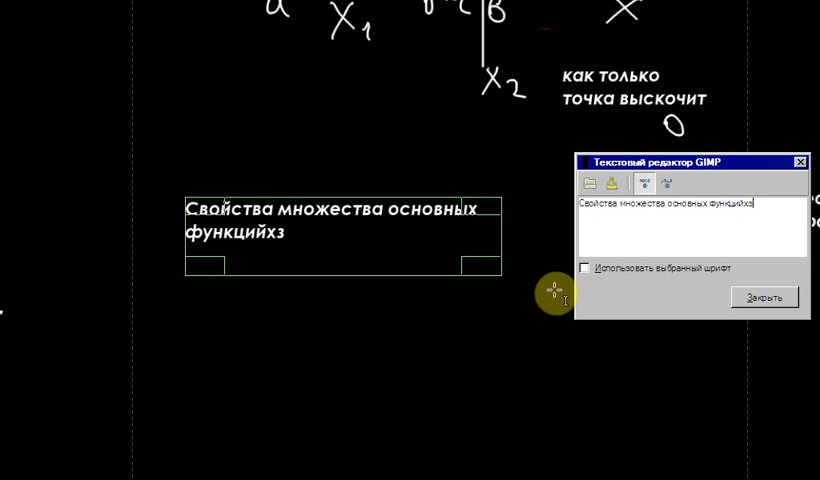 a X₁ с В X
X₂
как только
точка выскочит
0
Текстовый редактор GIMP
Свойства множества основных
функцийхз
Свойства множества основных функцийхз
Использовать выбранный шрифт
Закрыть